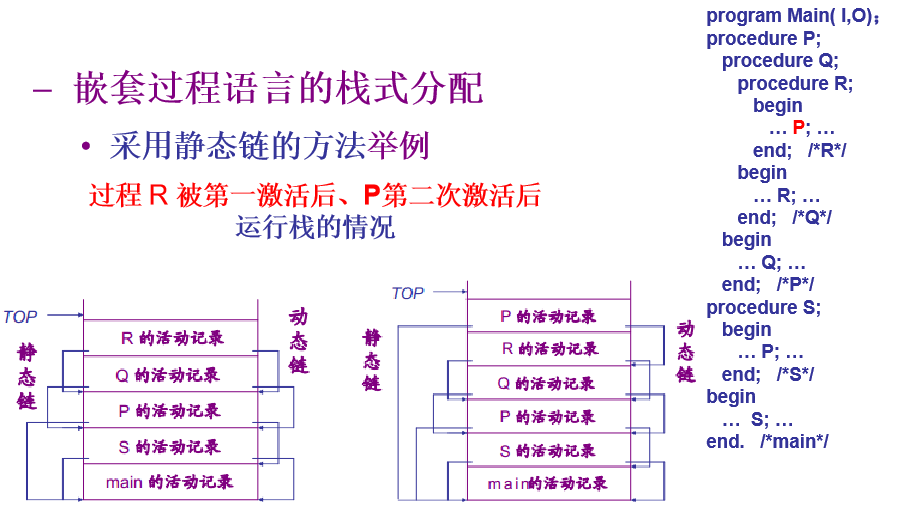 – 嵌套过程语言的栈式分配
• 采用静态链的方法举例
过程 R 被第一激活后、P第二次激活后
运行栈的情况
TOP
静态链
动态链
R 的活动记录
Q 的活动记录
P 的活动记录
S 的活动记录
main 的活动记录
TOP
静态链
动态链
P 的活动记录
R 的活动记录
Q 的活动记录
P 的活动记录
S 的活动记录
main的活动记录
program Main( I,O);
procedure P;
procedure Q;
procedure R;
begin
… P; …
end; /*R*/
begin
… R; …
end; /*Q*/
begin
… Q; …
end; /*P*/
procedure S;
begin
… P; …
end; /*S*/
begin
… S; …
end. /*main*/